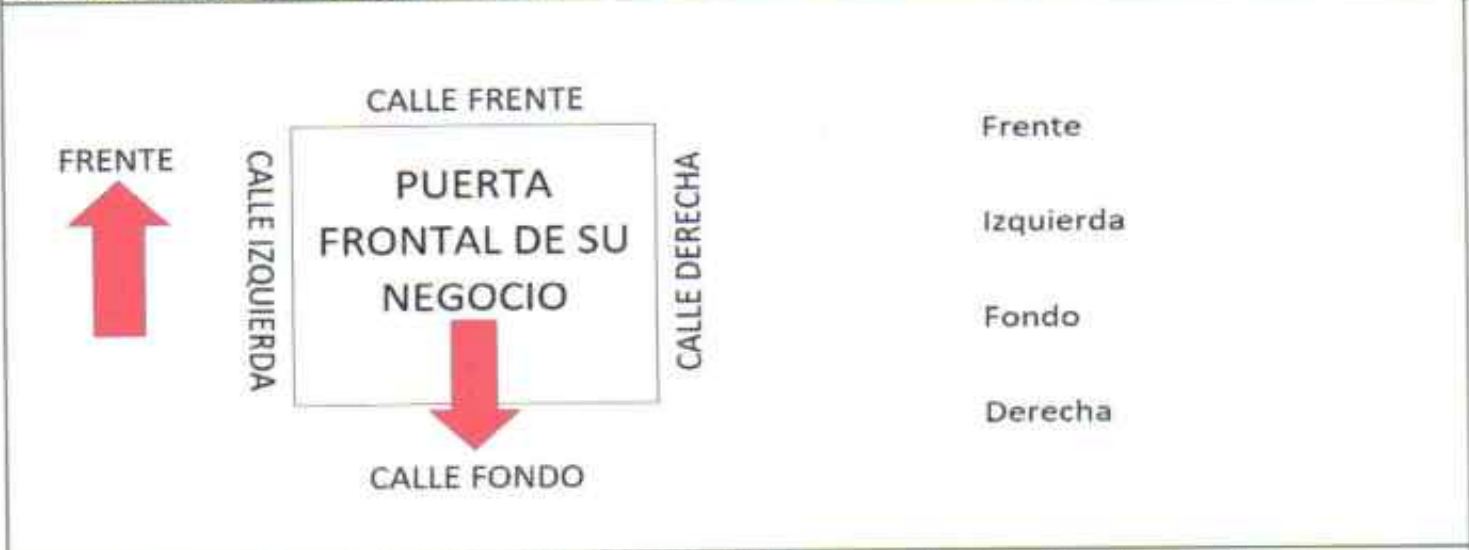 CALLE FRENTE
FRENTE
CALLE IZQUIERDA
PUERTA
FRONTAL DE SU
NEGOCIO
CALLE DERECHA
CALLE FONDO
Frente
Izquierda
Fondo
Derecha